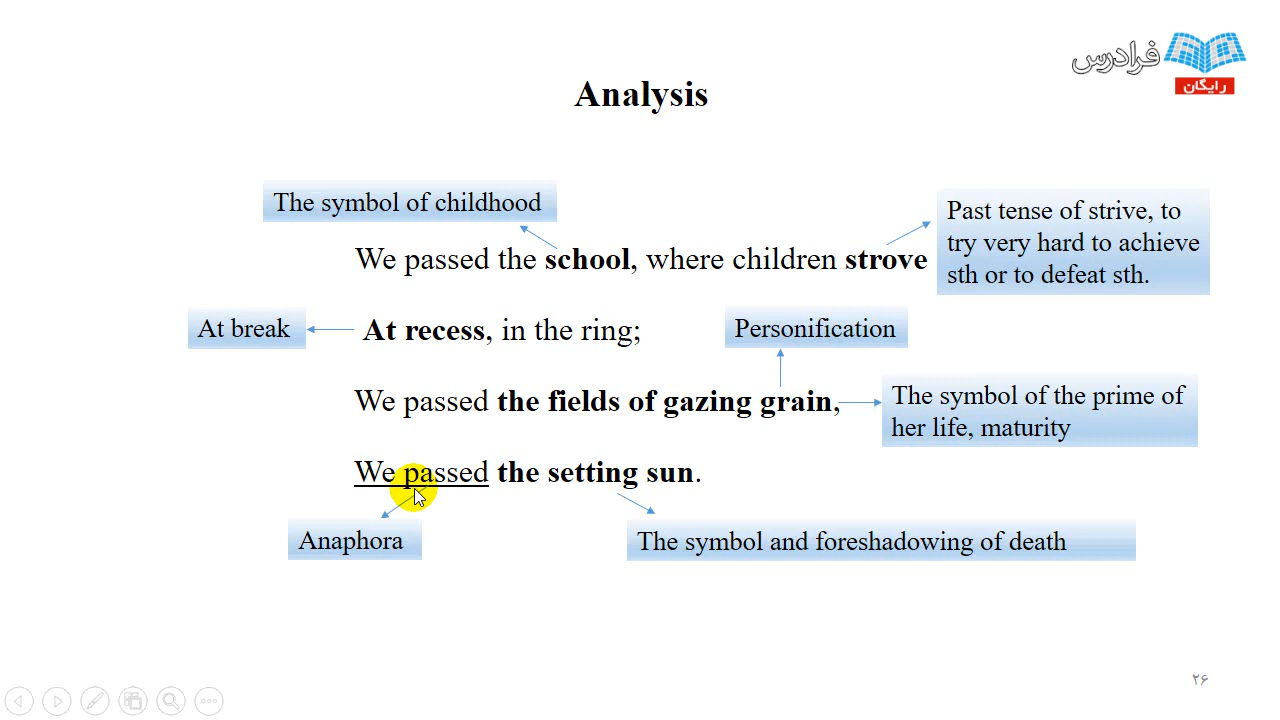 فرادرس
رایگان
Analysis
The symbol of childhood
Past tense of strive, to
try very hard to achieve
sth or to defeat sth.
We passed the school, where children strove
At break
At recess, in the ring;
Personification
We passed the fields of gazing grain,
The symbol of the prime of
her life, maturity
We passed the setting sun.
Anaphora
The symbol and foreshadowing of death
۲۶